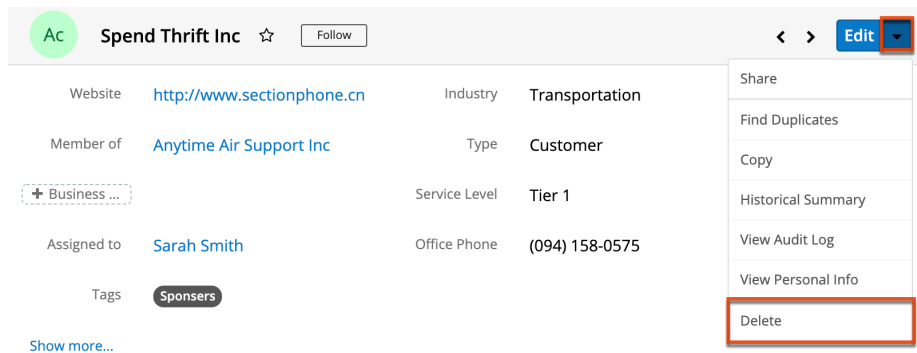 Ac Spend Thrift Inc Follow Edit
Share
Website http://www.sectionphone.cn Industry Transportation
Find Duplicates
Member of Anytime Air Support Inc Type Customer
Copy
+ Business ... Service Level Tier 1
Historical Summary
Assigned to Sarah Smith Office Phone (094) 158-0575
View Audit Log
View Personal Info
Tags Sponsers
Delete
Show more...